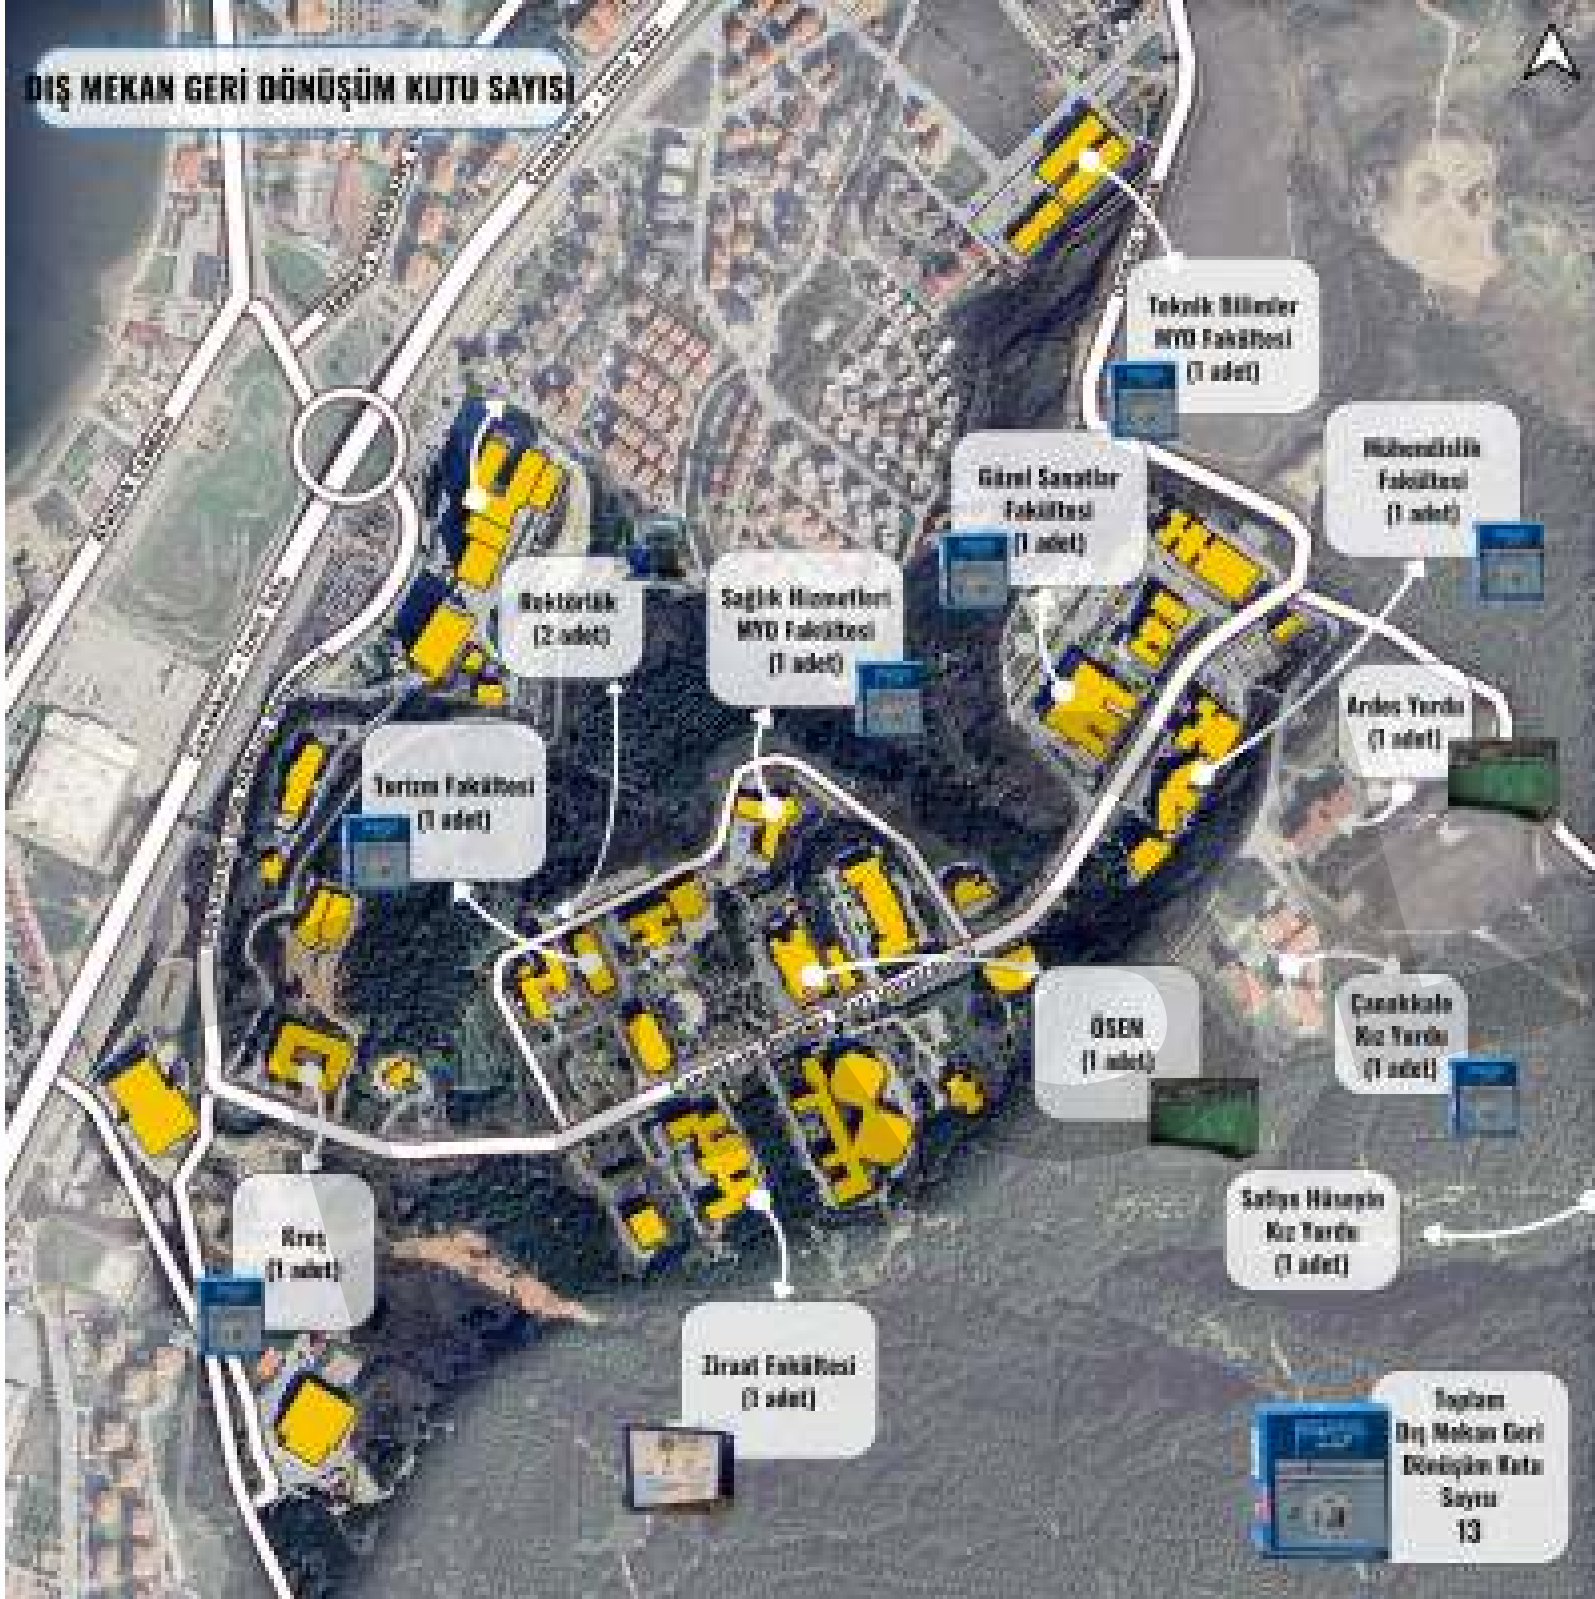 DIŞ MEKAN GERİ DÖNÜŞÜM KUTU SAYISI
Teknik Bilimler
MYO Fakültesi
(1 adet)
Mühendislik
Fakültesi
(1 adet)
Güzel Sanatlar
Fakültesi
(1 adet)
Rektörlük
(2 adet)
Sağlık Hizmetleri
MYO Fakültesi
(1 adet)
Ardes Yurdu
(1 adet)
Turizm Fakültesi
(1 adet)
ÖSEN
(1 adet)
Çanakkale
Kız Yurdu
(1 adet)
Safiye Hüseyin
Kız Yurdu
(1 adet)
Kreş
(1 adet)
Ziraat Fakültesi
(1 adet)
Toplam
Dış Mekan Geri
Dönüşüm Kutu
Sayısı
13